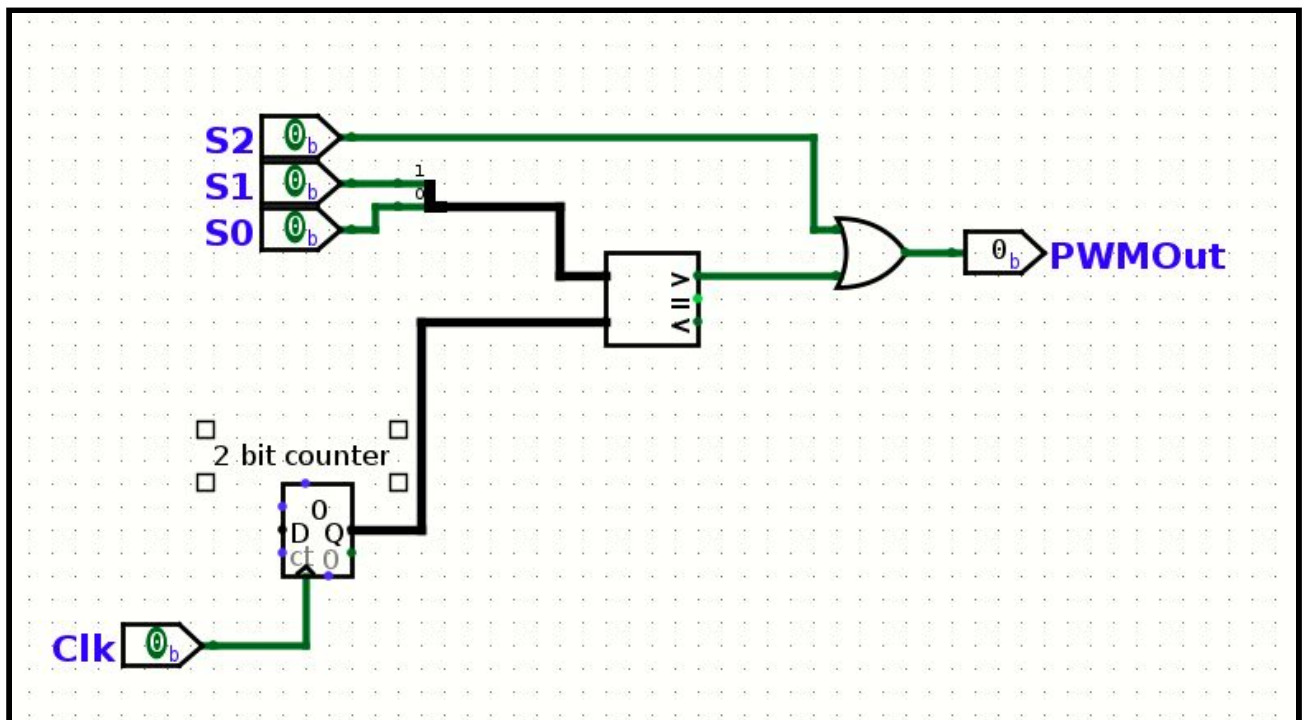 S2 0b
1
S1 0b
0
S0 0b
0b PWMOut
>
=
<
2 bit counter
0
D Q
ct 0
Clk 0b